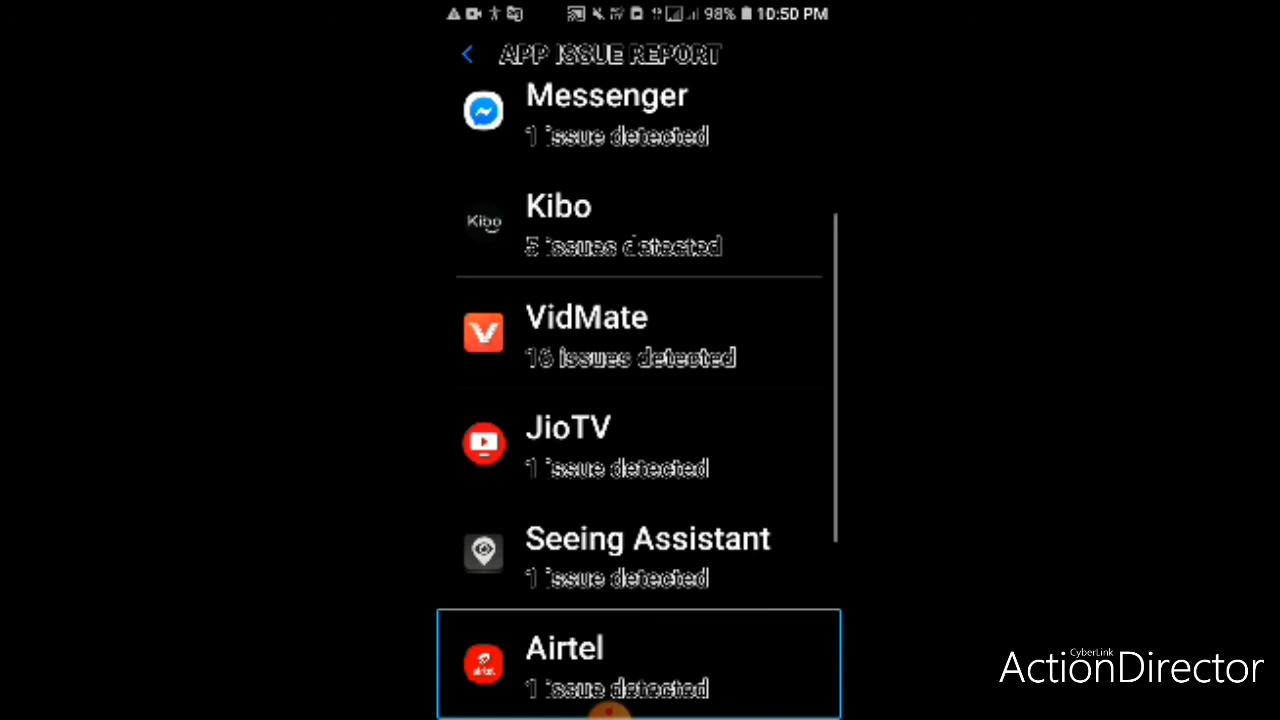 98% 10:50 PM
APP ISSUE REPORT
Messenger
1 issue detected
Kibo
Kibo
5 issues detected
VidMate
16 issues detected
JioTV
1 issue detected
Seeing Assistant
1 issue detected
Airtel
airtel
1 issue detected
CyberLink
ActionDirector